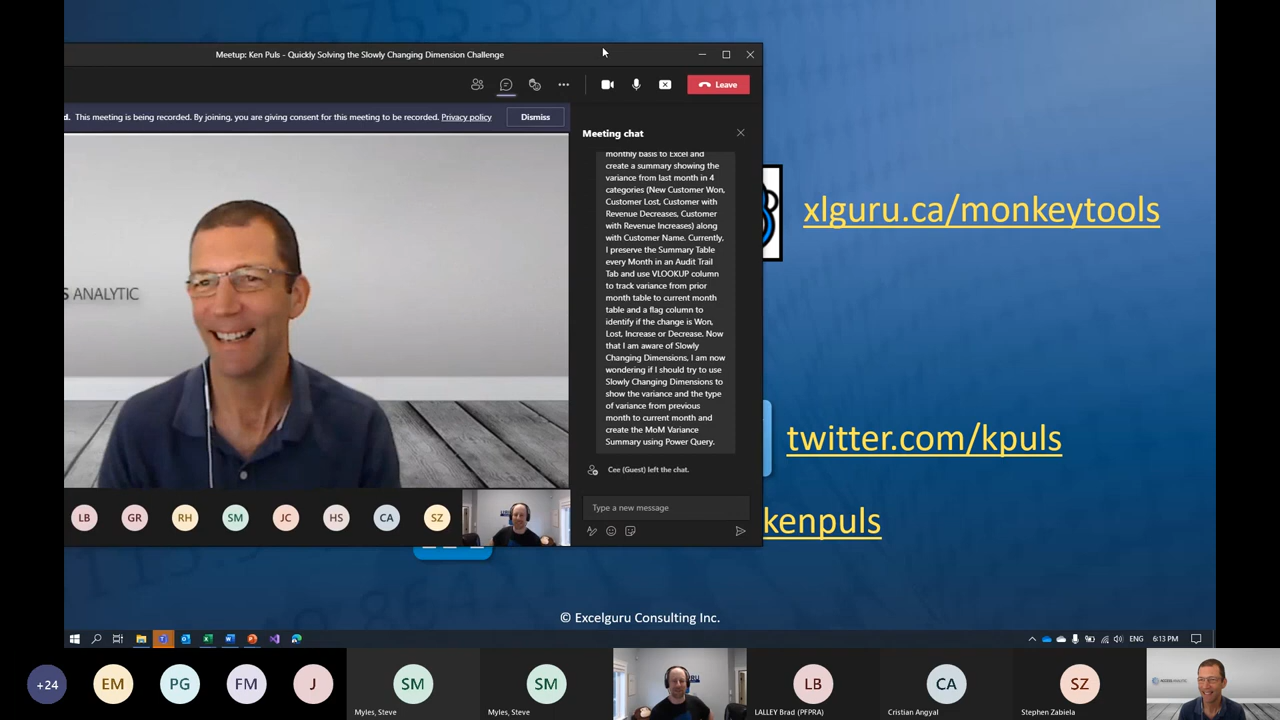 Meetup: Ken Puls - Quickly Solving the Slowly Changing Dimension Challenge
Leave
d. This meeting is being recorded. By joining, you are giving consent for this meeting to be recorded. Privacy policy
Dismiss
Meeting chat
monthly basis to Excel and
create a summary showing the
variance from last month in 4
categories (New Customer Won,
Customer Lost, Customer with
Revenue Decreases, Customer
with Revenue Increases) along
with Customer Name. Currently,
I preserve the Summary Table
every Month in an Audit Trail
Tab and use VLOOKUP column
to track variance from prior
month table to current month
table and a flag column to
identify if the change is Won,
Lost, Increase or Decrease. Now
that I am aware of Slowly
Changing Dimensions, I am now
wondering if I should try to use
Slowly Changing Dimensions to
show the variance and the type
of variance from previous
month to current month and
create the MoM Variance
Summary using Power Query.
Cee (Guest) left the chat.
Type a new message
S ANALYTIC
LB
GR
RH
SM
JC
HS
CA
SZ
xlguru.ca/monkeytools
twitter.com/kpuls
kenpuls
© Excelguru Consulting Inc.
ENG
6:13 PM
+24
EM
PG
FM
J
SM
Myles, Steve
SM
Myles, Steve
LB
LALLEY Brad (PFPRA)
CA
Cristian Angyal
SZ
Stephen Zabiela